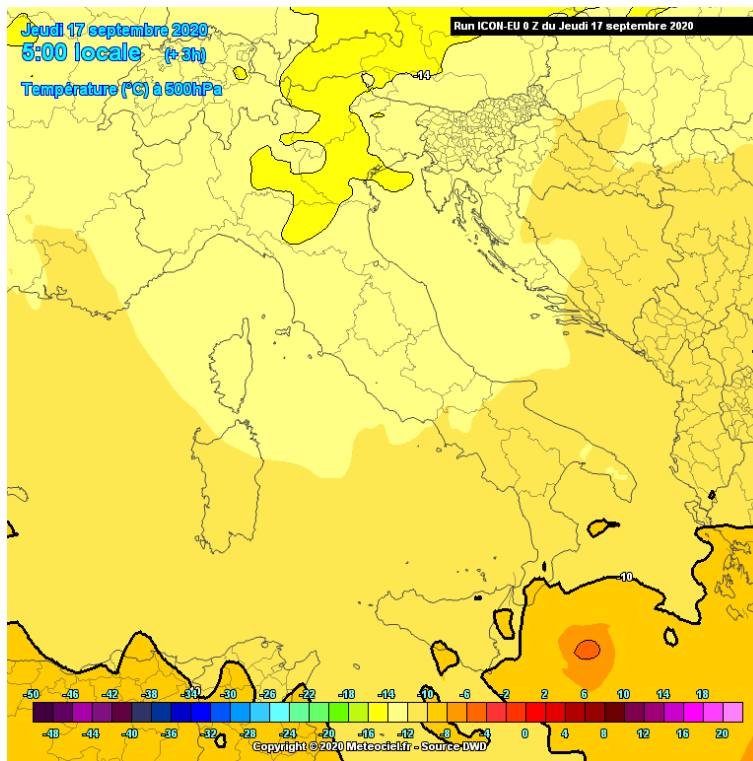 Jeudi 17 septembre 2020
Run ICON-EU 0 Z du Jeudi 17 septembre 2020
5:00 locale (+ 3h)
Température (°C) à 500hPa
-14
-10
-50 -46 -42 -38 -34 -30 -26 -22 -18 -14 -10 -6 -2 2 6 10 14 18
-48 -44 -40 -36 -32 -28 -24 -20 -16 -12 -8 -4 0 4 8 12 16 20
Copyright © 2020 Meteociel.fr - Source DWD